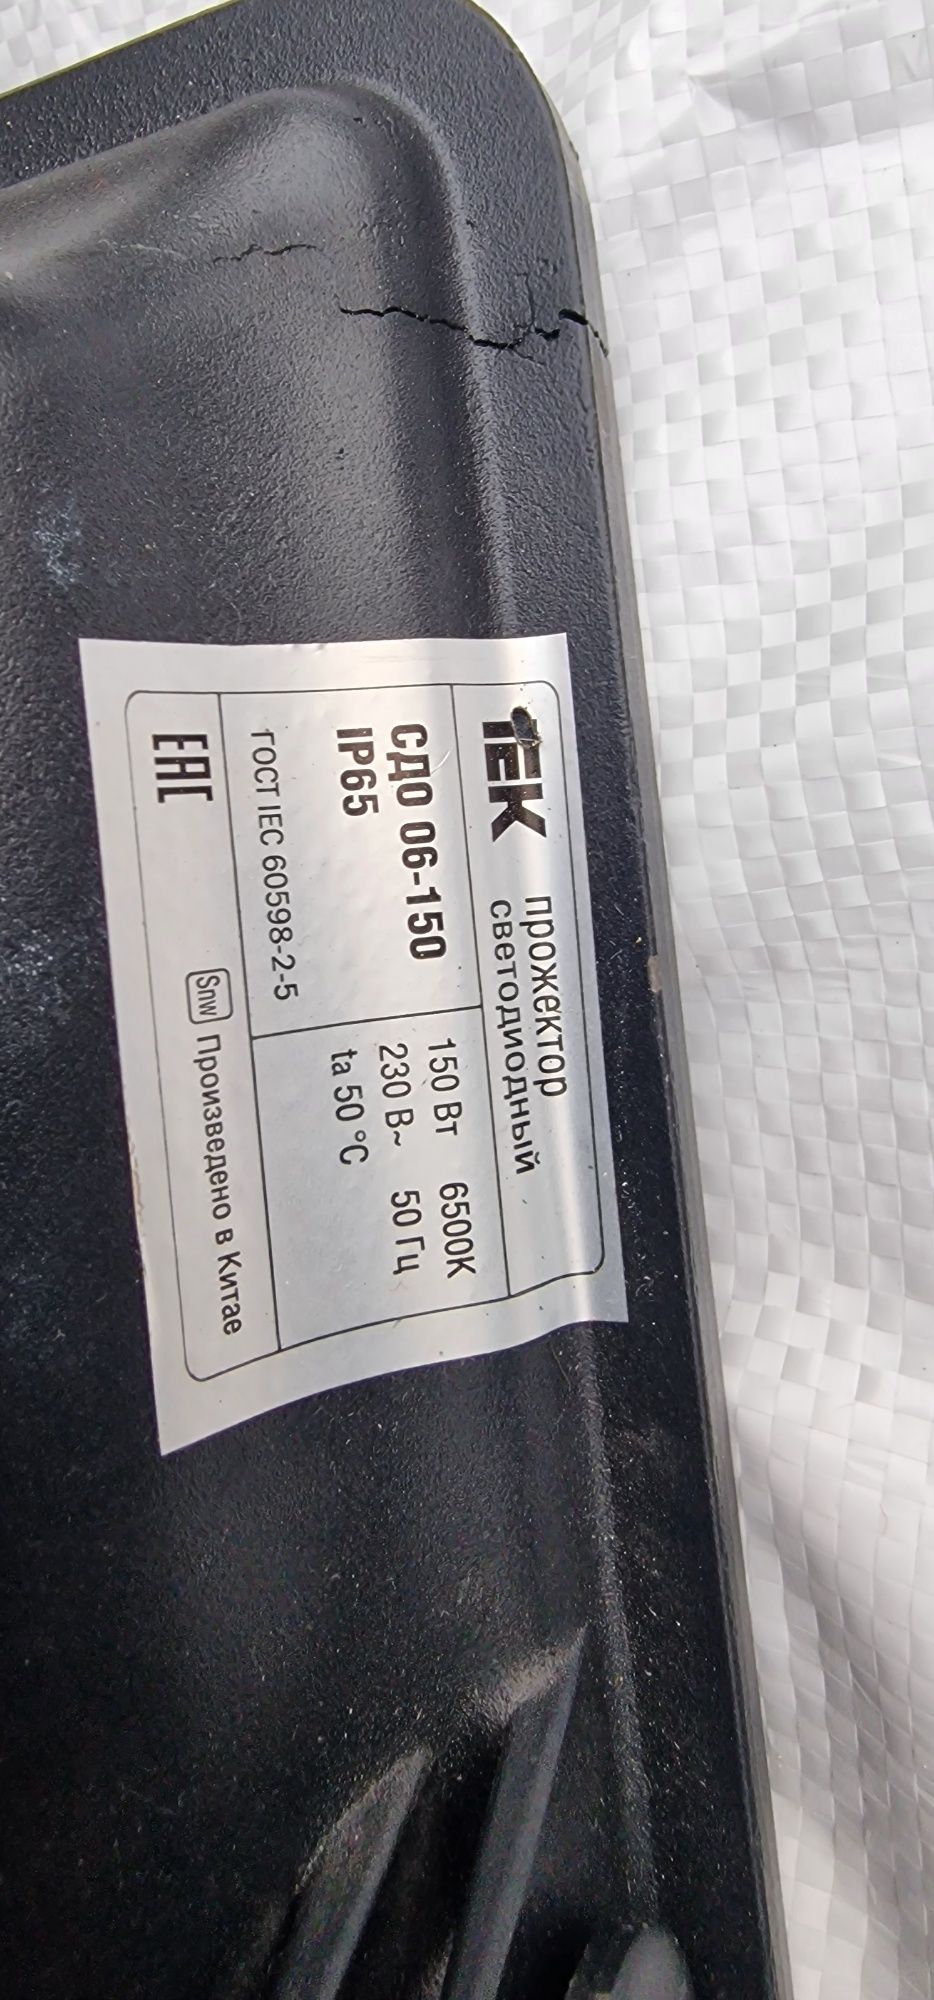 IEK прожектор
светодиодный
СДО 06-150
IP65
150 Вт 6500К
230 В~ 50 Гц
ta 50 °C
ГОСТ IEC 60598-2-5
EAC
Snw Произведено в Китае